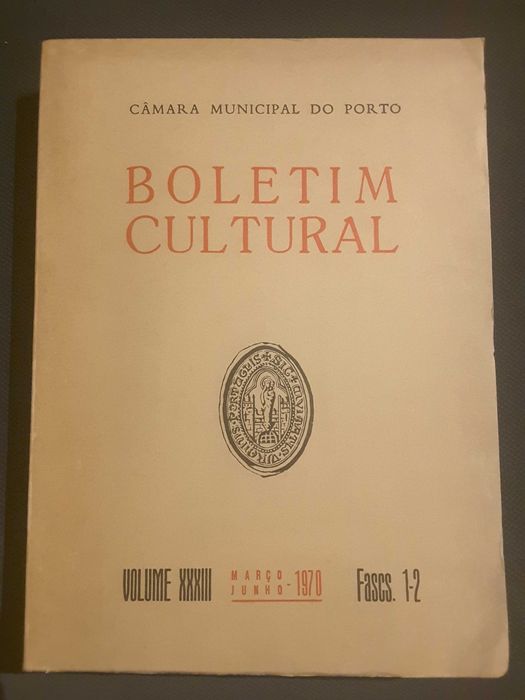 CÂMARA MUNICIPAL DO PORTO
BOLETIM
CULTURAL
VOLUME XXXIII MARÇO JUNHO - 1970 Fascs. 1-2